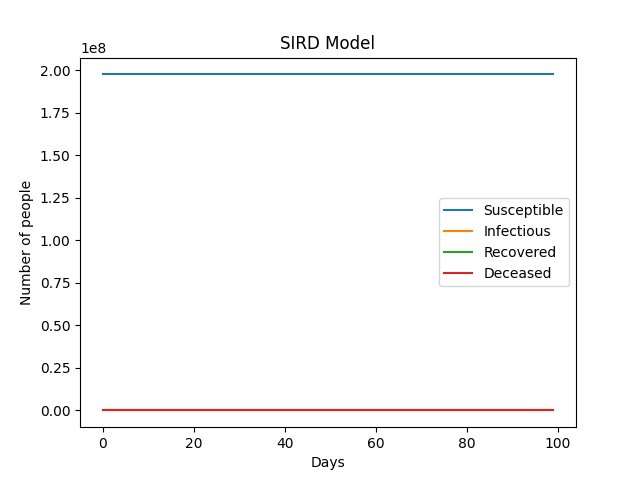 SIRD Model
1e8
2.00
1.75
1.50
1.25
1.00
0.75
0.50
0.25
0.00
Number of people
Susceptible
Infectious
Recovered
Deceased
0 20 40 60 80 100
Days